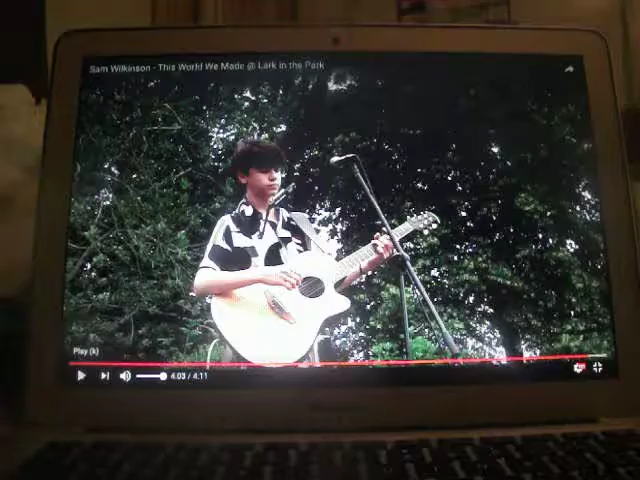 Sam Wilkinson - This World We Made @ Lark in the Park
Play (k)
4:03 / 4:11